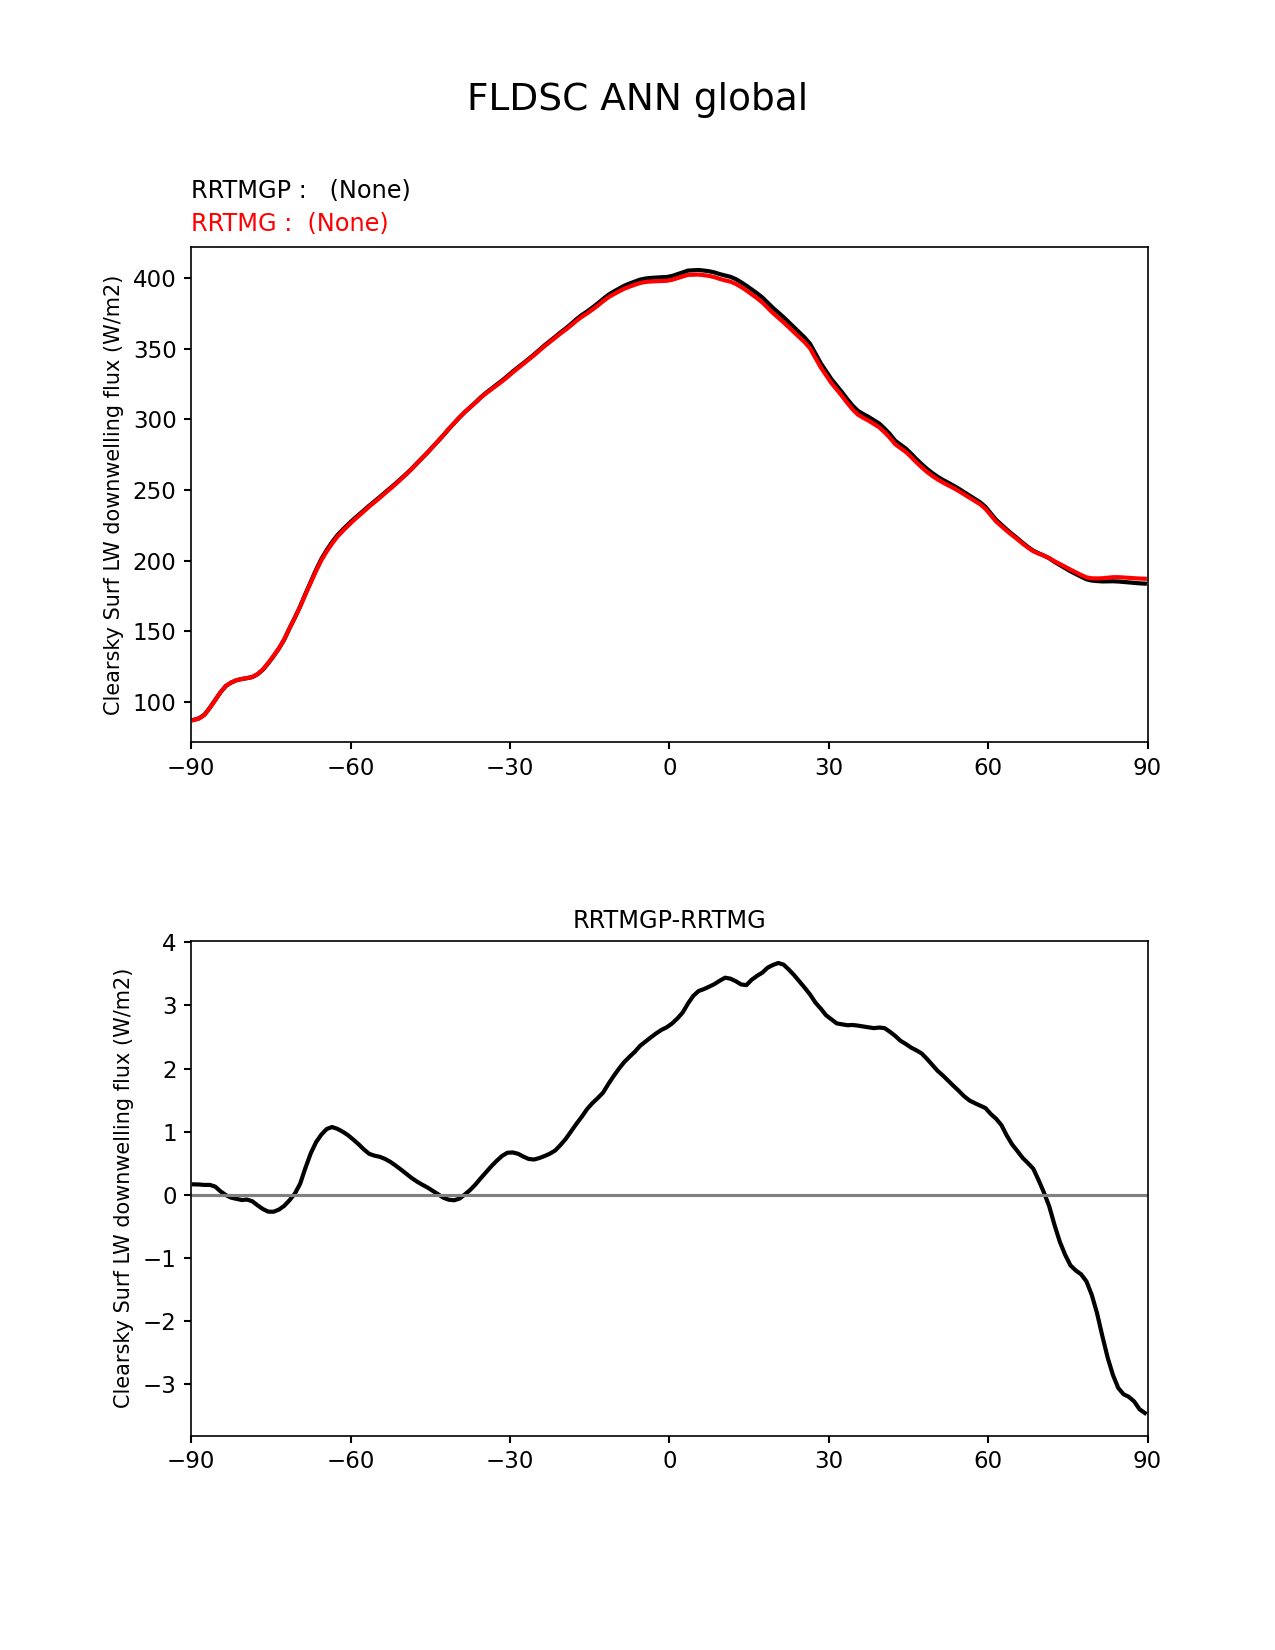 FLDSC ANN global
RRTMGP :   (None)
RRTMG :  (None)
Clearsky Surf LW downwelling flux (W/m2)
400
350
300
250
200
150
100
−90 −60 −30 0 30 60 90
RRTMGP-RRTMG
Clearsky Surf LW downwelling flux (W/m2)
4
3
2
1
0
−1
−2
−3
−90 −60 −30 0 30 60 90